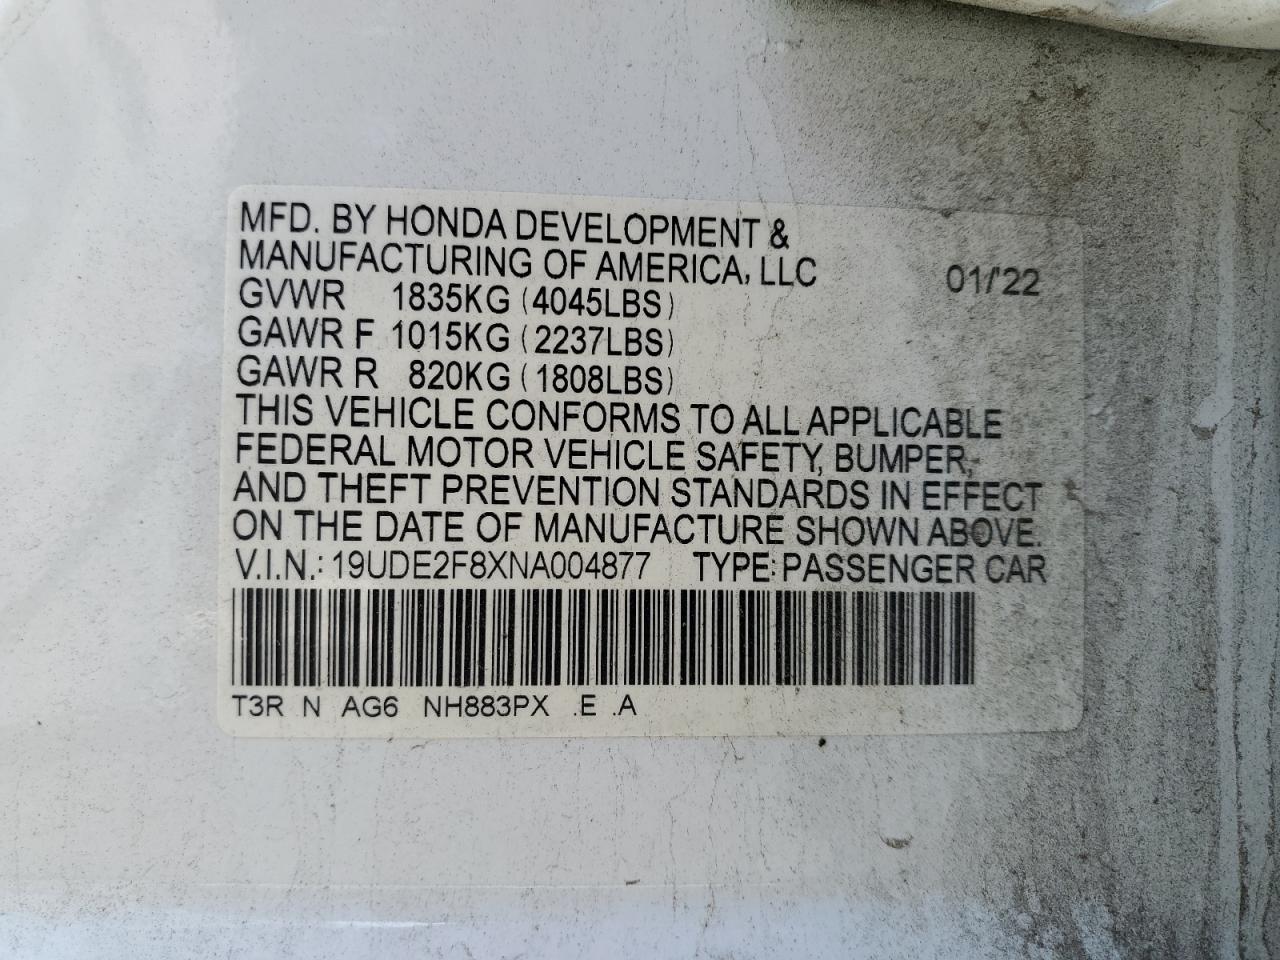 MFD. BY HONDA DEVELOPMENT &
MANUFACTURING OF AMERICA, LLC 01/'22
GVWR 1835KG (4045LBS)
GAWR F 1015KG (2237LBS)
GAWR R 820KG (1808LBS)
THIS VEHICLE CONFORMS TO ALL APPLICABLE
FEDERAL MOTOR VEHICLE SAFETY, BUMPER,
AND THEFT PREVENTION STANDARDS IN EFFECT
ON THE DATE OF MANUFACTURE SHOWN ABOVE.
V.I.N.: 19UDE2F8XNA004877 TYPE: PASSENGER CAR
T3R N AG6 NH883PX .E .A